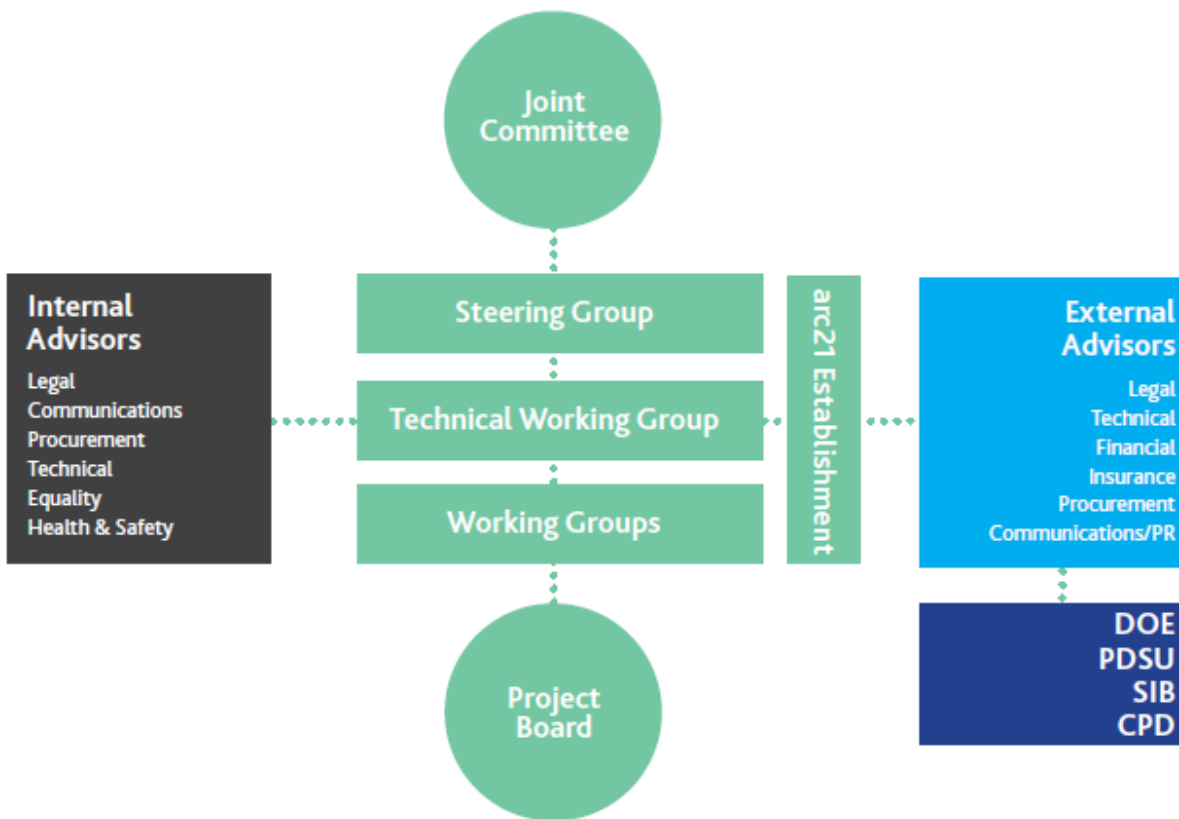 Joint
Committee
Internal
Advisors
Legal
Communications
Procurement
Technical
Equality
Health & Safety
Steering Group
Technical Working Group
Working Groups
arc21 Establishment
External
Advisors
Legal
Technical
Financial
Insurance
Procurement
Communications/PR
Project
Board
DOE
PDSU
SIB
CPD